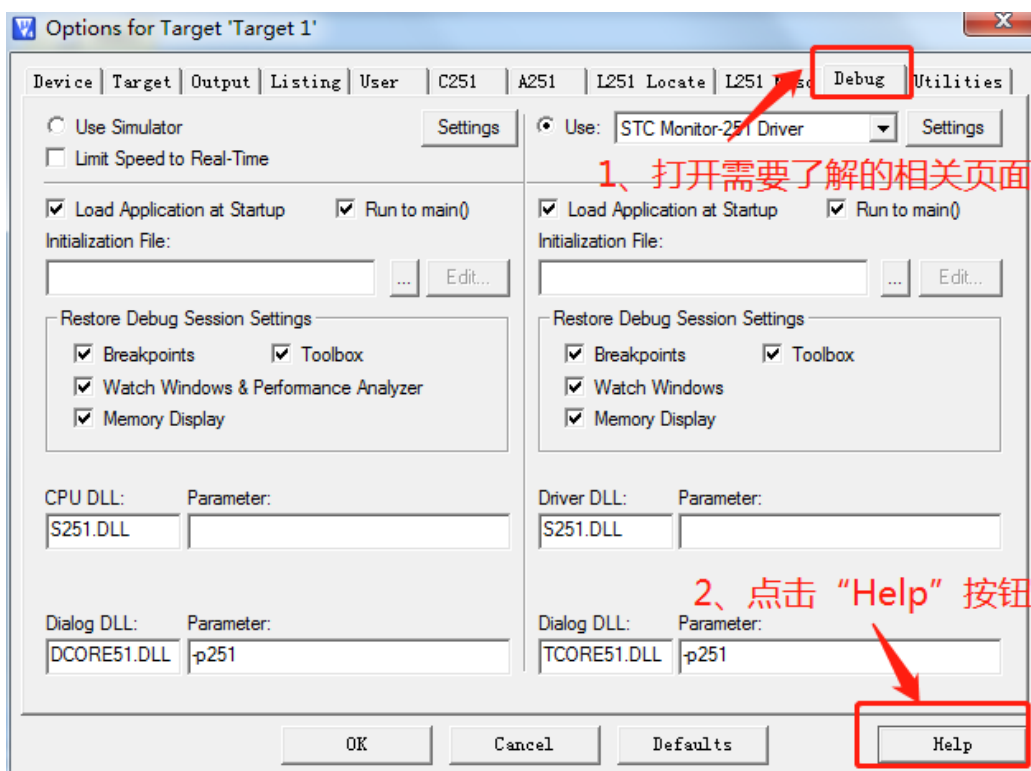 Options for Target 'Target 1'
Device Target Output Listing User C251 A251 L251 Locate L251 Misc Debug Utilities
Use Simulator Settings Use: STC Monitor-251 Driver Settings
Limit Speed to Real-Time
1、打开需要了解的相关页面
Load Application at Startup Run to main() Load Application at Startup Run to main()
Initialization File: Initialization File:
... Edit... ... Edit...
Restore Debug Session Settings Restore Debug Session Settings
Breakpoints Toolbox Breakpoints Toolbox
Watch Windows & Performance Analyzer Watch Windows
Memory Display Memory Display
CPU DLL: Parameter: Driver DLL: Parameter:
S251.DLL S251.DLL
2、点击“Help”按钮
Dialog DLL: Parameter: Dialog DLL: Parameter:
DCORE51.DLL -p251 TCORE51.DLL -p251
OK Cancel Defaults Help